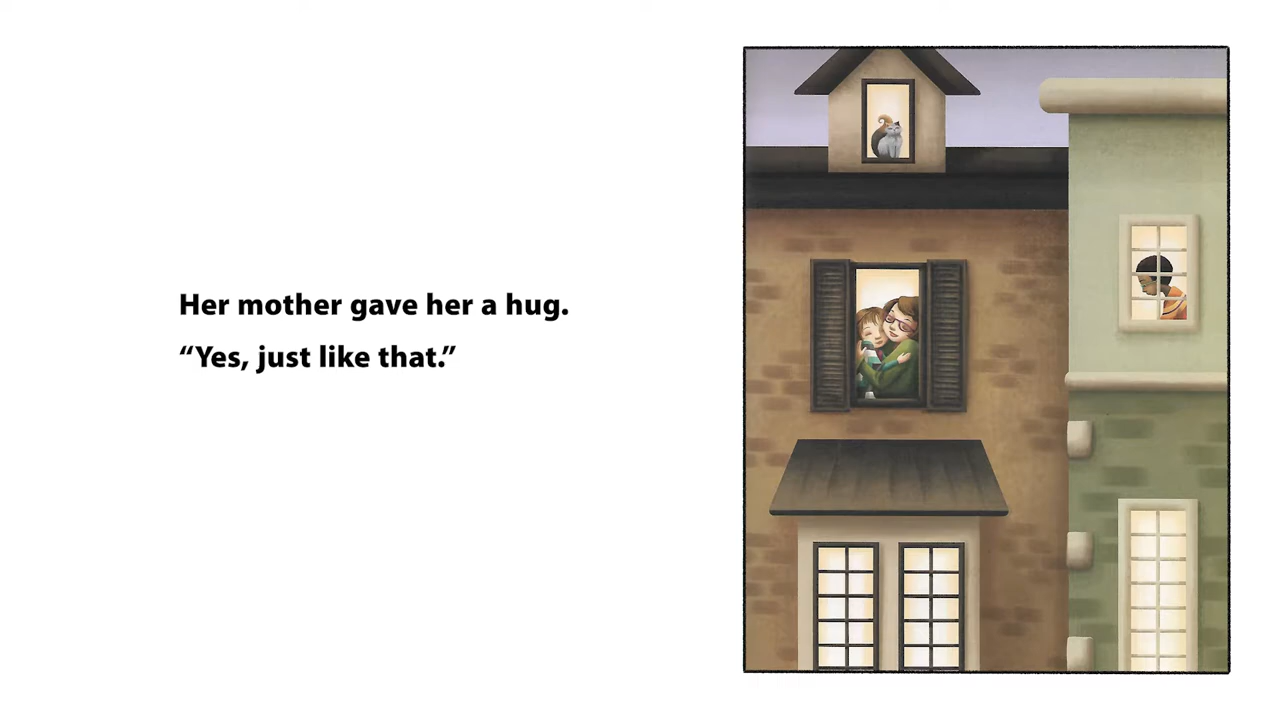 Her mother gave her a hug.
“Yes, just like that.”